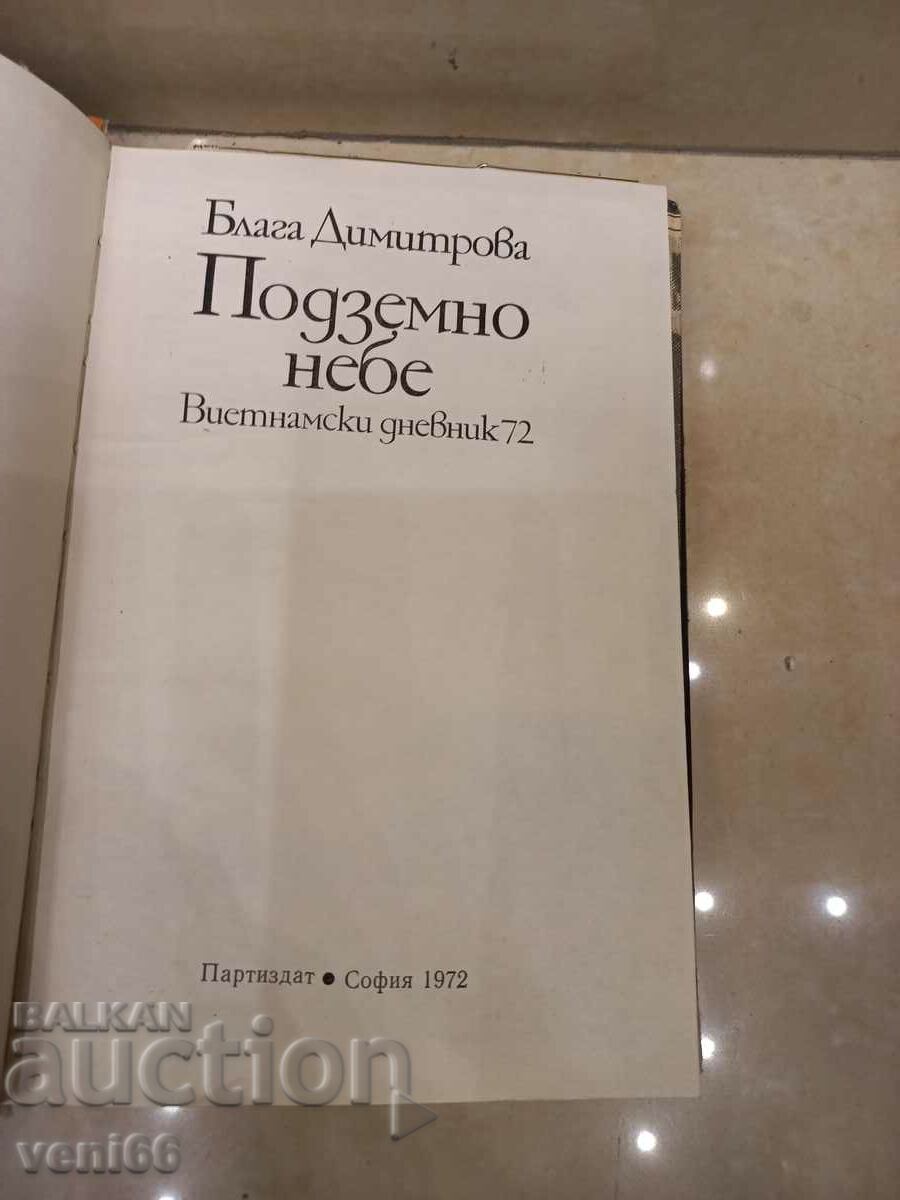 Блага Димитрова
Подземно
небе
Виетнамски дневник 72
Партиздат ● София 1972
BALKAN
auction
veni66